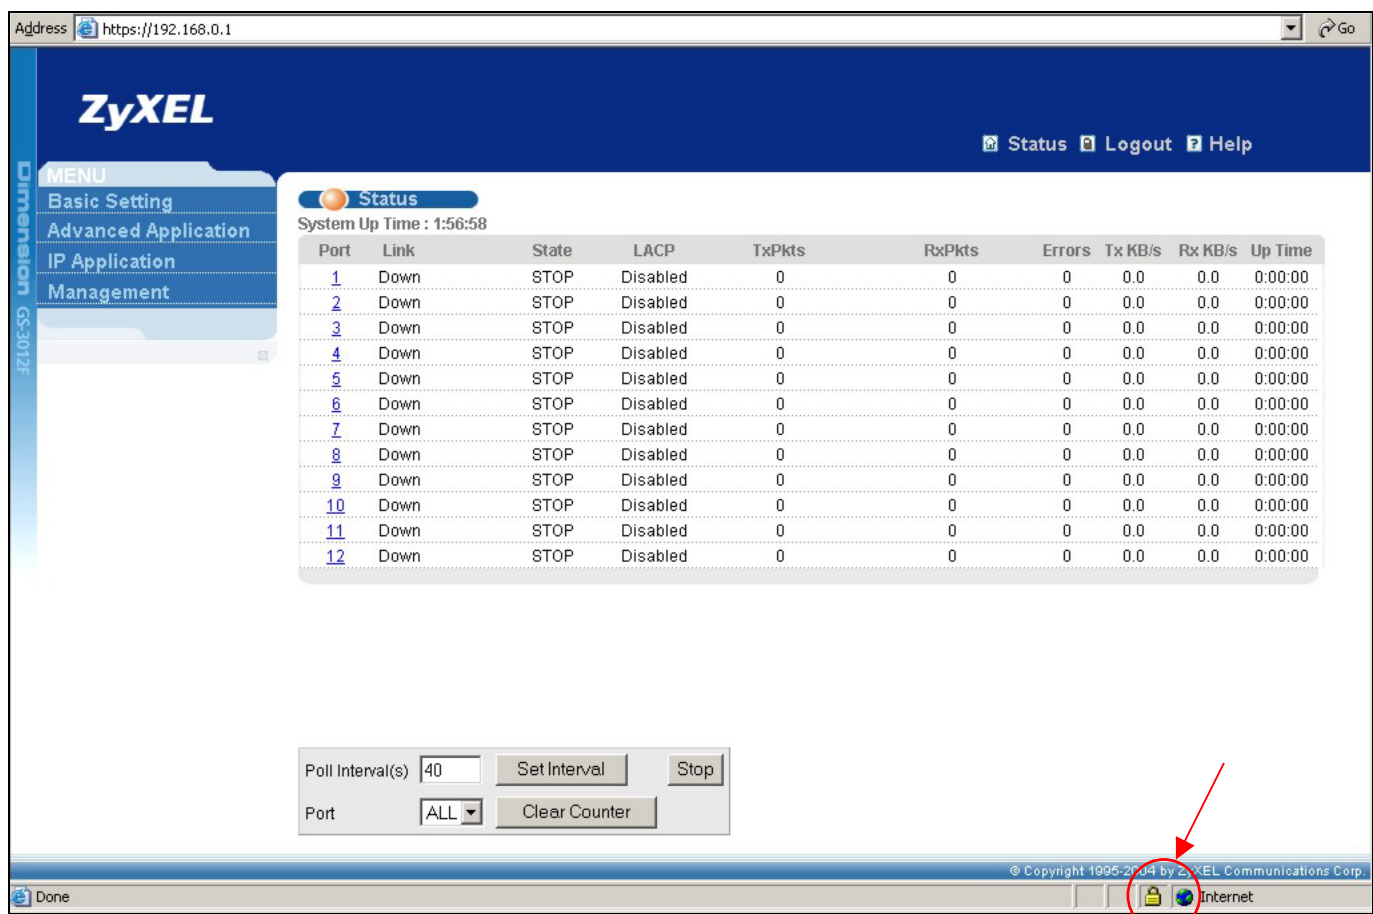 Address https://192.168.0.1 Go
ZyXEL
Status Logout Help
Dimension GS-3012F
MENU
Basic Setting
Advanced Application
IP Application
Management
Status
System Up Time : 1:56:58
Port Link State LACP TxPkts RxPkts Errors Tx KB/s Rx KB/s Up Time
1 Down STOP Disabled 0 0 0 0.0 0.0 0:00:00
2 Down STOP Disabled 0 0 0 0.0 0.0 0:00:00
3 Down STOP Disabled 0 0 0 0.0 0.0 0:00:00
4 Down STOP Disabled 0 0 0 0.0 0.0 0:00:00
5 Down STOP Disabled 0 0 0 0.0 0.0 0:00:00
6 Down STOP Disabled 0 0 0 0.0 0.0 0:00:00
7 Down STOP Disabled 0 0 0 0.0 0.0 0:00:00
8 Down STOP Disabled 0 0 0 0.0 0.0 0:00:00
9 Down STOP Disabled 0 0 0 0.0 0.0 0:00:00
10 Down STOP Disabled 0 0 0 0.0 0.0 0:00:00
11 Down STOP Disabled 0 0 0 0.0 0.0 0:00:00
12 Down STOP Disabled 0 0 0 0.0 0.0 0:00:00
Poll Interval(s) 40 Set Interval Stop
Port ALL Clear Counter
© Copyright 1995-2004 by ZyXEL Communications Corp.
Done Internet